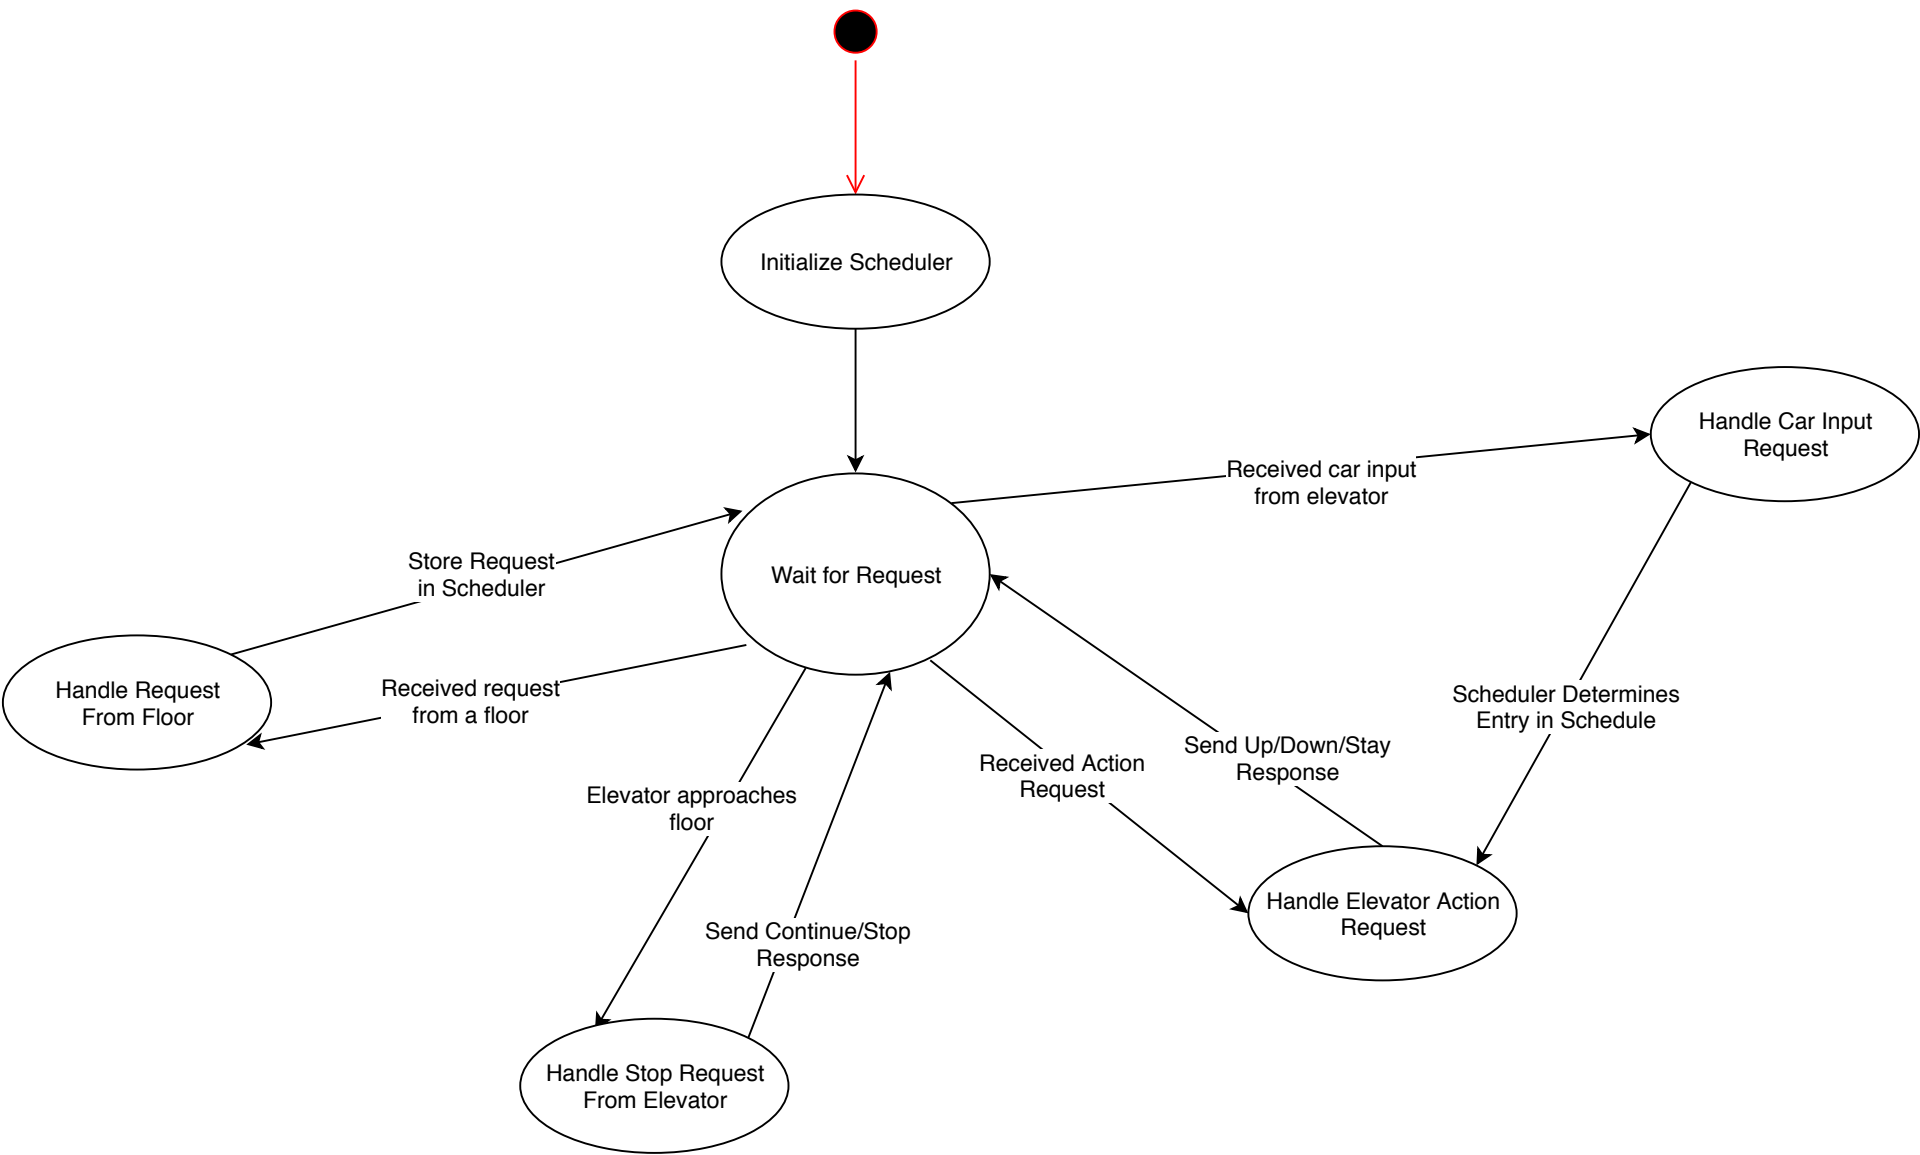 Initialize Scheduler
Handle Car Input
Request
Received car input
from elevator
Store Request
in Scheduler
Wait for Request
Handle Request
From Floor
Received request
from a floor
Scheduler Determines
Entry in Schedule
Send Up/Down/Stay
Response
Received Action
Request
Elevator approaches
floor
Handle Elevator Action
Request
Send Continue/Stop
Response
Handle Stop Request
From Elevator